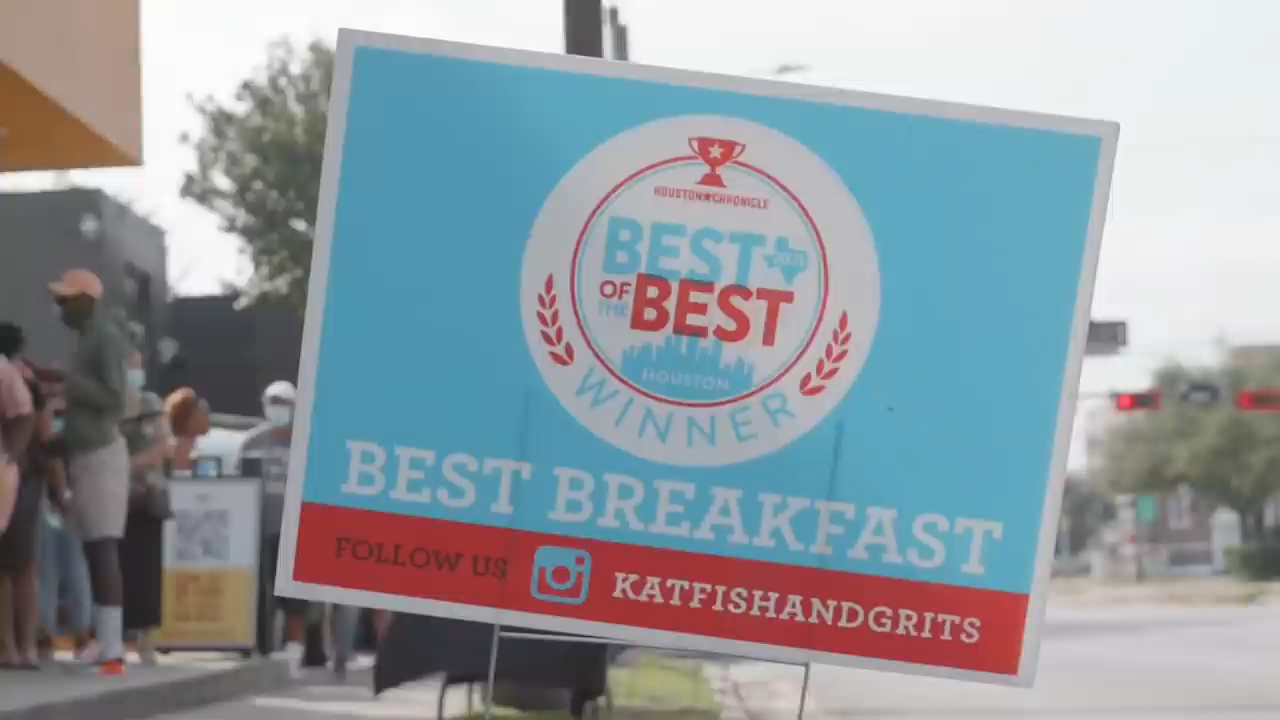 HOUSTON★CHRONICLE
BEST
OF
THE
BEST
HOUSTON
WINNER
BEST BREAKFAST
FOLLOW US KATFISHANDGRITS